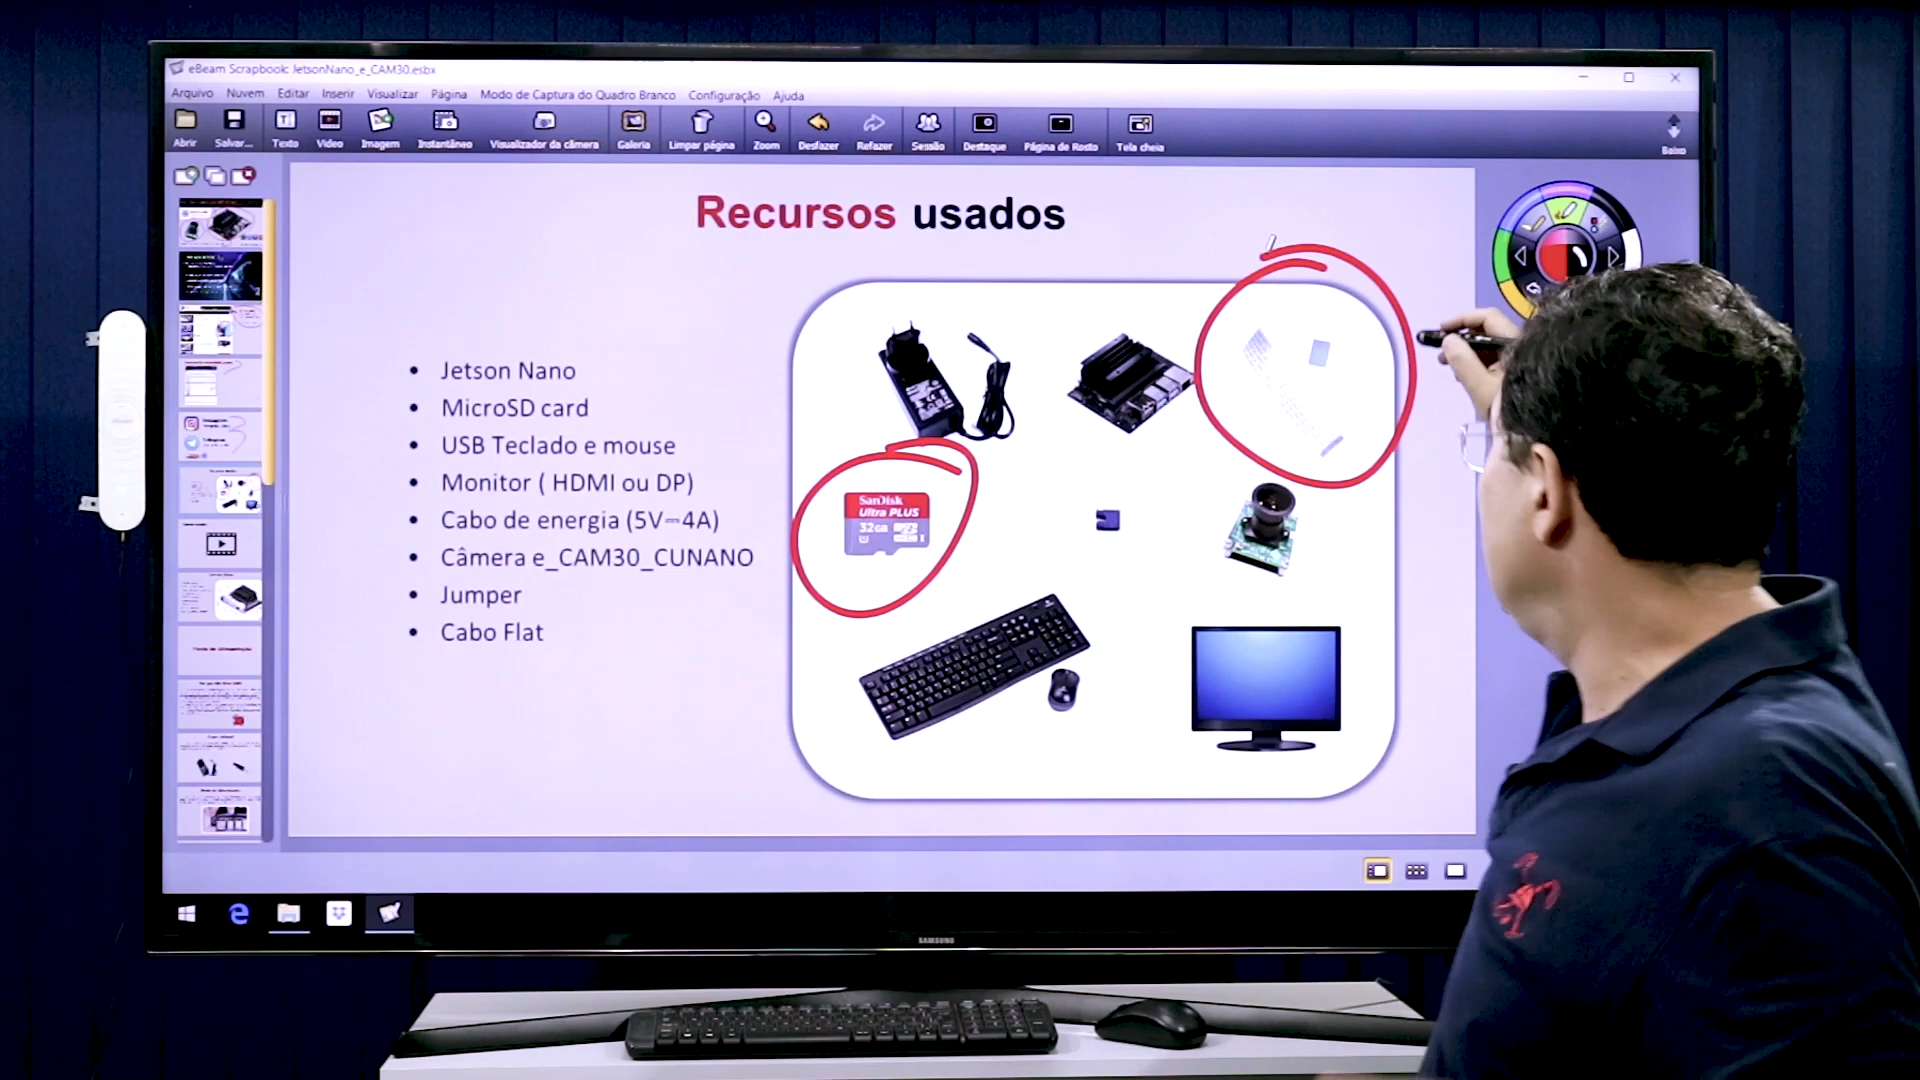 eBeam Scrapbook: JetsonNano_e_CAM30.esbx
Arquivo Nuvem Editar Inserir Visualizar Página Modo de Captura do Quadro Branco Configuração Ajuda
Abrir Salvar... Texto Video Imagem Instantâneo Visualizador da câmera Galeria Limpar página Zoom Desfazer Refazer Sessão Destaque Página de Rosto Tela cheia Baixo
Recursos usados
• Jetson Nano
• MicroSD card
• USB Teclado e mouse
• Monitor ( HDMI ou DP)
• Cabo de energia (5V⎓4A)
• Câmera e_CAM30_CUNANO
• Jumper
• Cabo Flat
SanDisk
Ultra PLUS
32GB
SAMSUNG